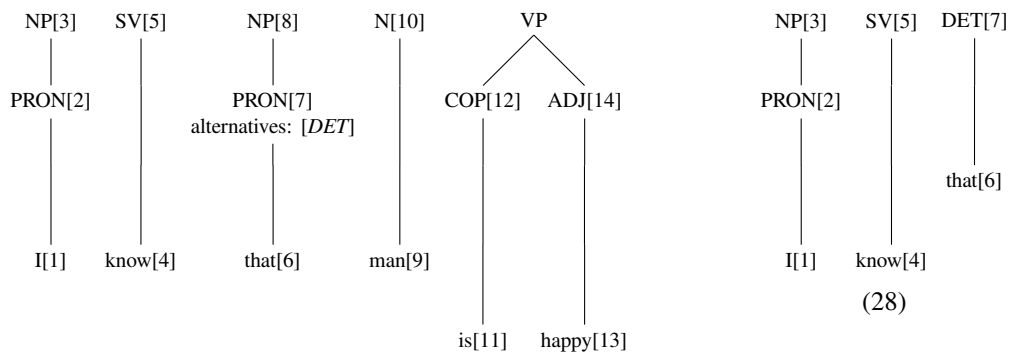 NP[3] SV[5] NP[8] N[10] VP NP[3] SV[5] DET[7]
PRON[2] PRON[7] COP[12] ADJ[14] PRON[2]
alternatives: [DET]
that[6]
I[1] know[4] that[6] man[9] I[1] know[4]
(28)
is[11] happy[13]